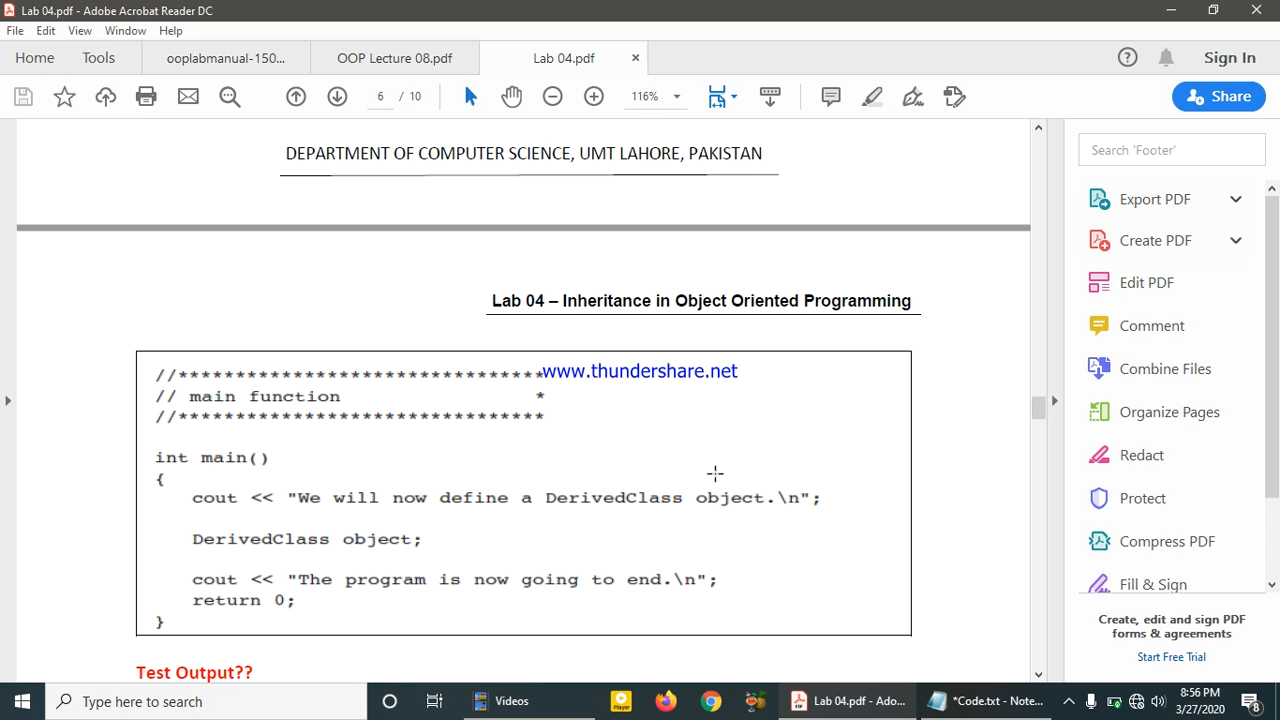 Lab 04.pdf - Adobe Acrobat Reader DC
File Edit View Window Help
Home Tools ooplabmanual-150... OOP Lecture 08.pdf Lab 04.pdf × Sign In
6 / 10 116% Share
DEPARTMENT OF COMPUTER SCIENCE, UMT LAHORE, PAKISTAN
Lab 04 – Inheritance in Object Oriented Programming
www.thundershare.net
//********************************
// main function *
//********************************
int main()
{
cout << "We will now define a DerivedClass object.\n";
DerivedClass object;
cout << "The program is now going to end.\n";
return 0;
}
Test Output??
Search 'Footer'
Export PDF
Create PDF
Edit PDF
Comment
Combine Files
Organize Pages
Redact
Protect
Compress PDF
Fill & Sign
Create, edit and sign PDF
forms & agreements
Start Free Trial
Type here to search Videos Player Lab 04.pdf - Ado... *Code.txt - Note... 8:56 PM
3/27/2020 8